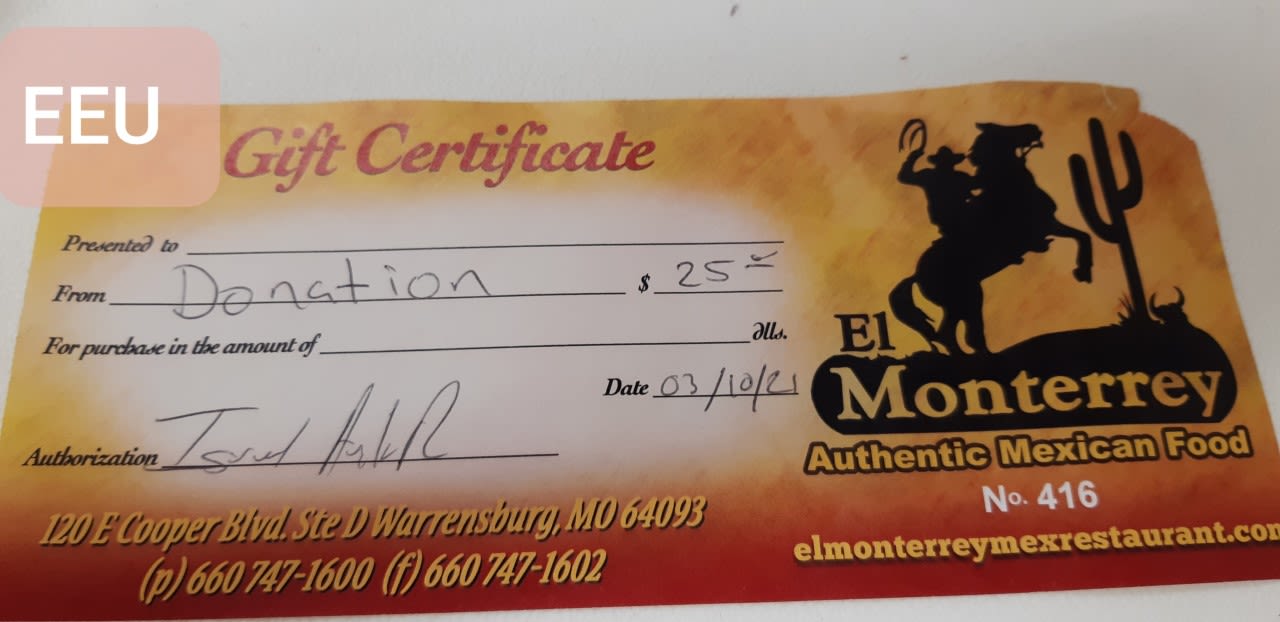 EEU
Gift Certificate
Presented to
From Donation $ 25
For purchase in the amount of dlls.
Date 03/10/21
Authorization
120 E Cooper Blvd. Ste D Warrensburg, MO 64093
(p) 660 747-1600 (f) 660 747-1602
El
Monterrey
Authentic Mexican Food
No. 416
elmonterreymexrestaurant.com